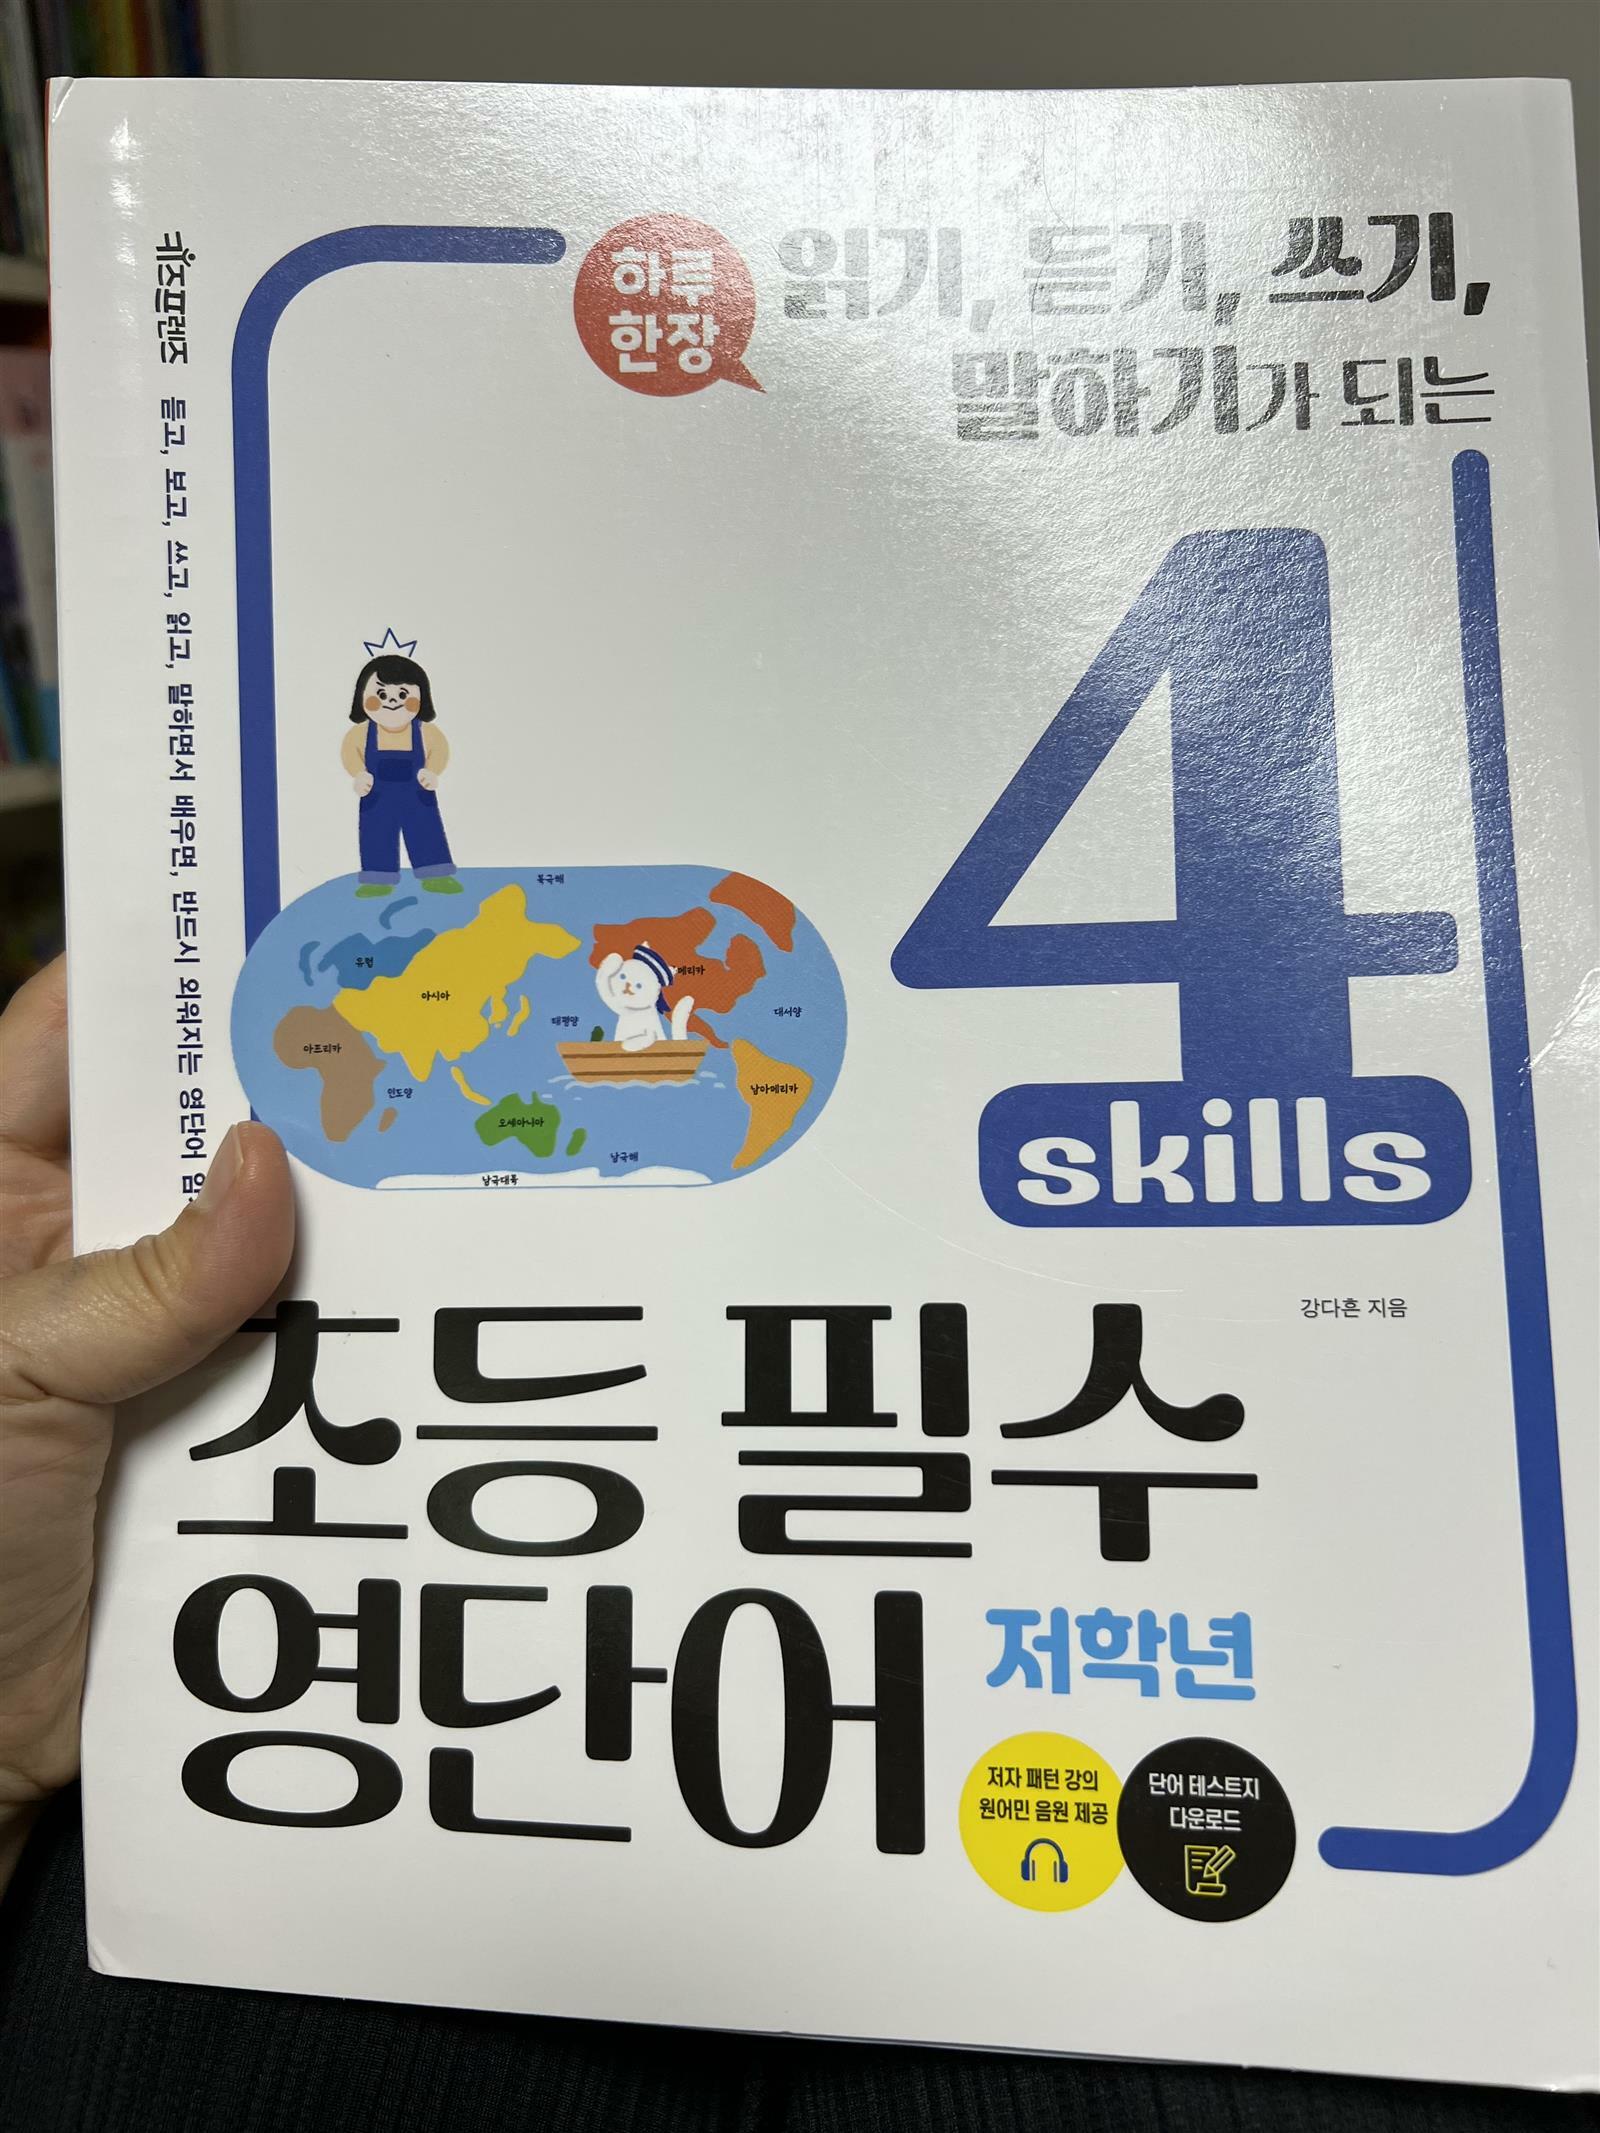 하루
한장
읽기, 듣기, 쓰기,
말하기가 되는
4
skills
키즈프렌즈 듣고, 보고, 쓰고, 읽고, 말하면서 배우면, 반드시 외워지는 영단어
북극해
유럽
아시아
아프리카
인도양
태평양
메리카
대서양
남아메리카
오세아니아
남극해
남극대륙
강다흔 지음
초등 필수
영단어
저학년
저자 패턴 강의
원어민 음원 제공
단어 테스트지
다운로드